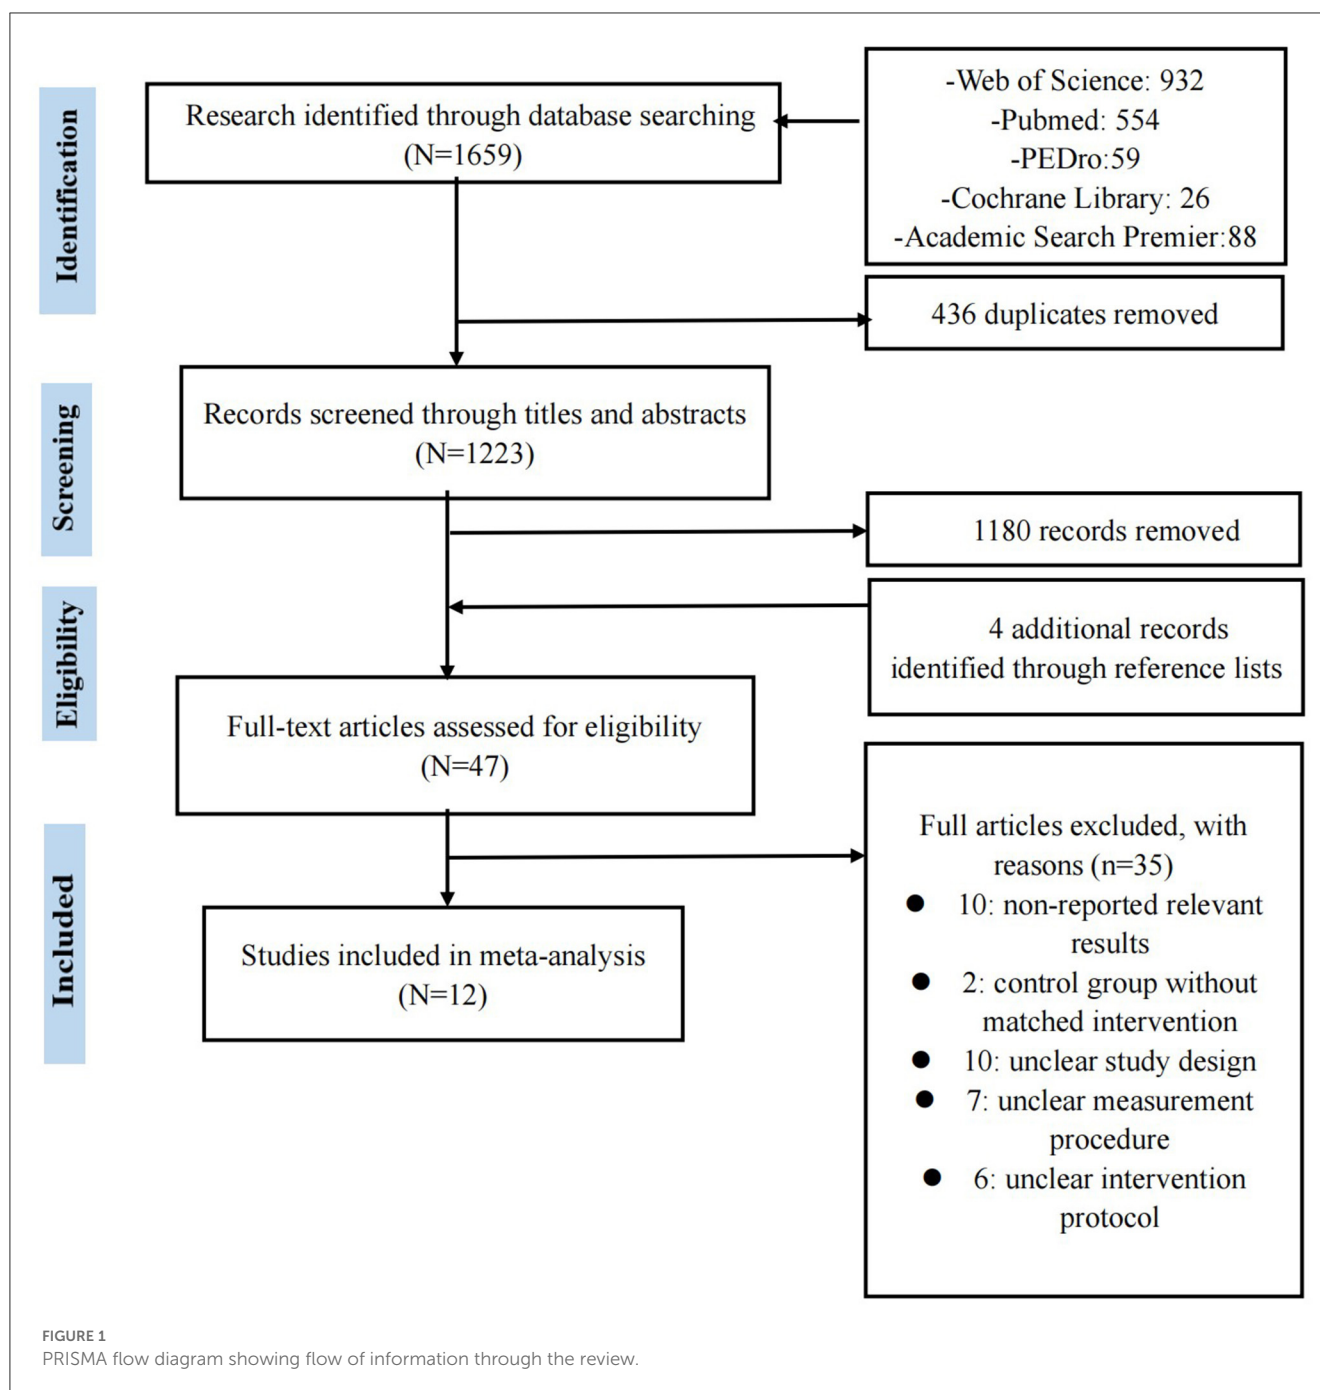 Identification
Research identified through database searching
(N=1659)
-Web of Science: 932
-Pubmed: 554
-PEDro:59
-Cochrane Library: 26
-Academic Search Premier:88
436 duplicates removed
Screening
Records screened through titles and abstracts
(N=1223)
1180 records removed
Eligibility
4 additional records
identified through reference lists
Full-text articles assessed for eligibility
(N=47)
Included
Full articles excluded, with
reasons (n=35)
● 10: non-reported relevant
results
● 2: control group without
matched intervention
● 10: unclear study design
● 7: unclear measurement
procedure
● 6: unclear intervention
protocol
Studies included in meta-analysis
(N=12)
FIGURE 1
PRISMA flow diagram showing flow of information through the review.